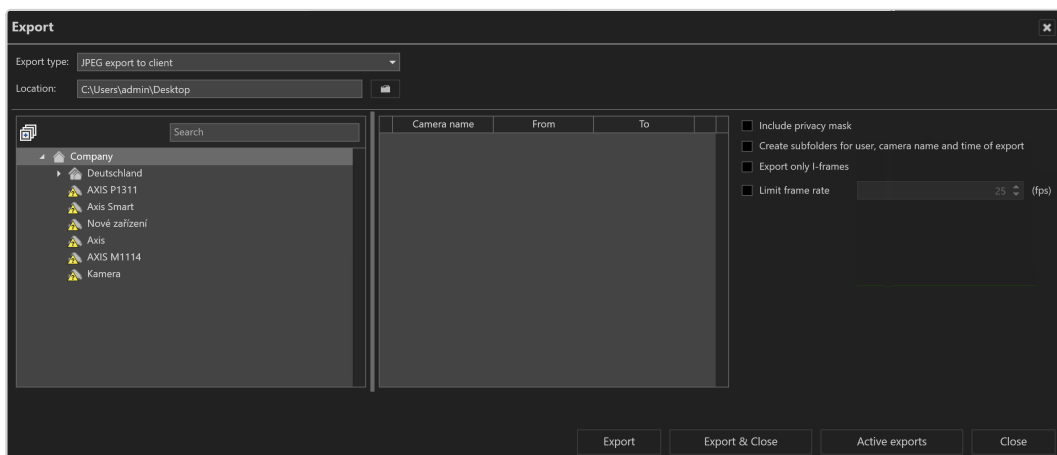 Export
Export type: JPEG export to client
Location: C:\Users\admin\Desktop
Search
Company
Deutschland
AXIS P1311
Axis Smart
Nové zařízení
Axis
AXIS M1114
Kamera
Camera name From To
Include privacy mask
Create subfolders for user, camera name and time of export
Export only I-frames
Limit frame rate 25 (fps)
Export Export & Close Active exports Close